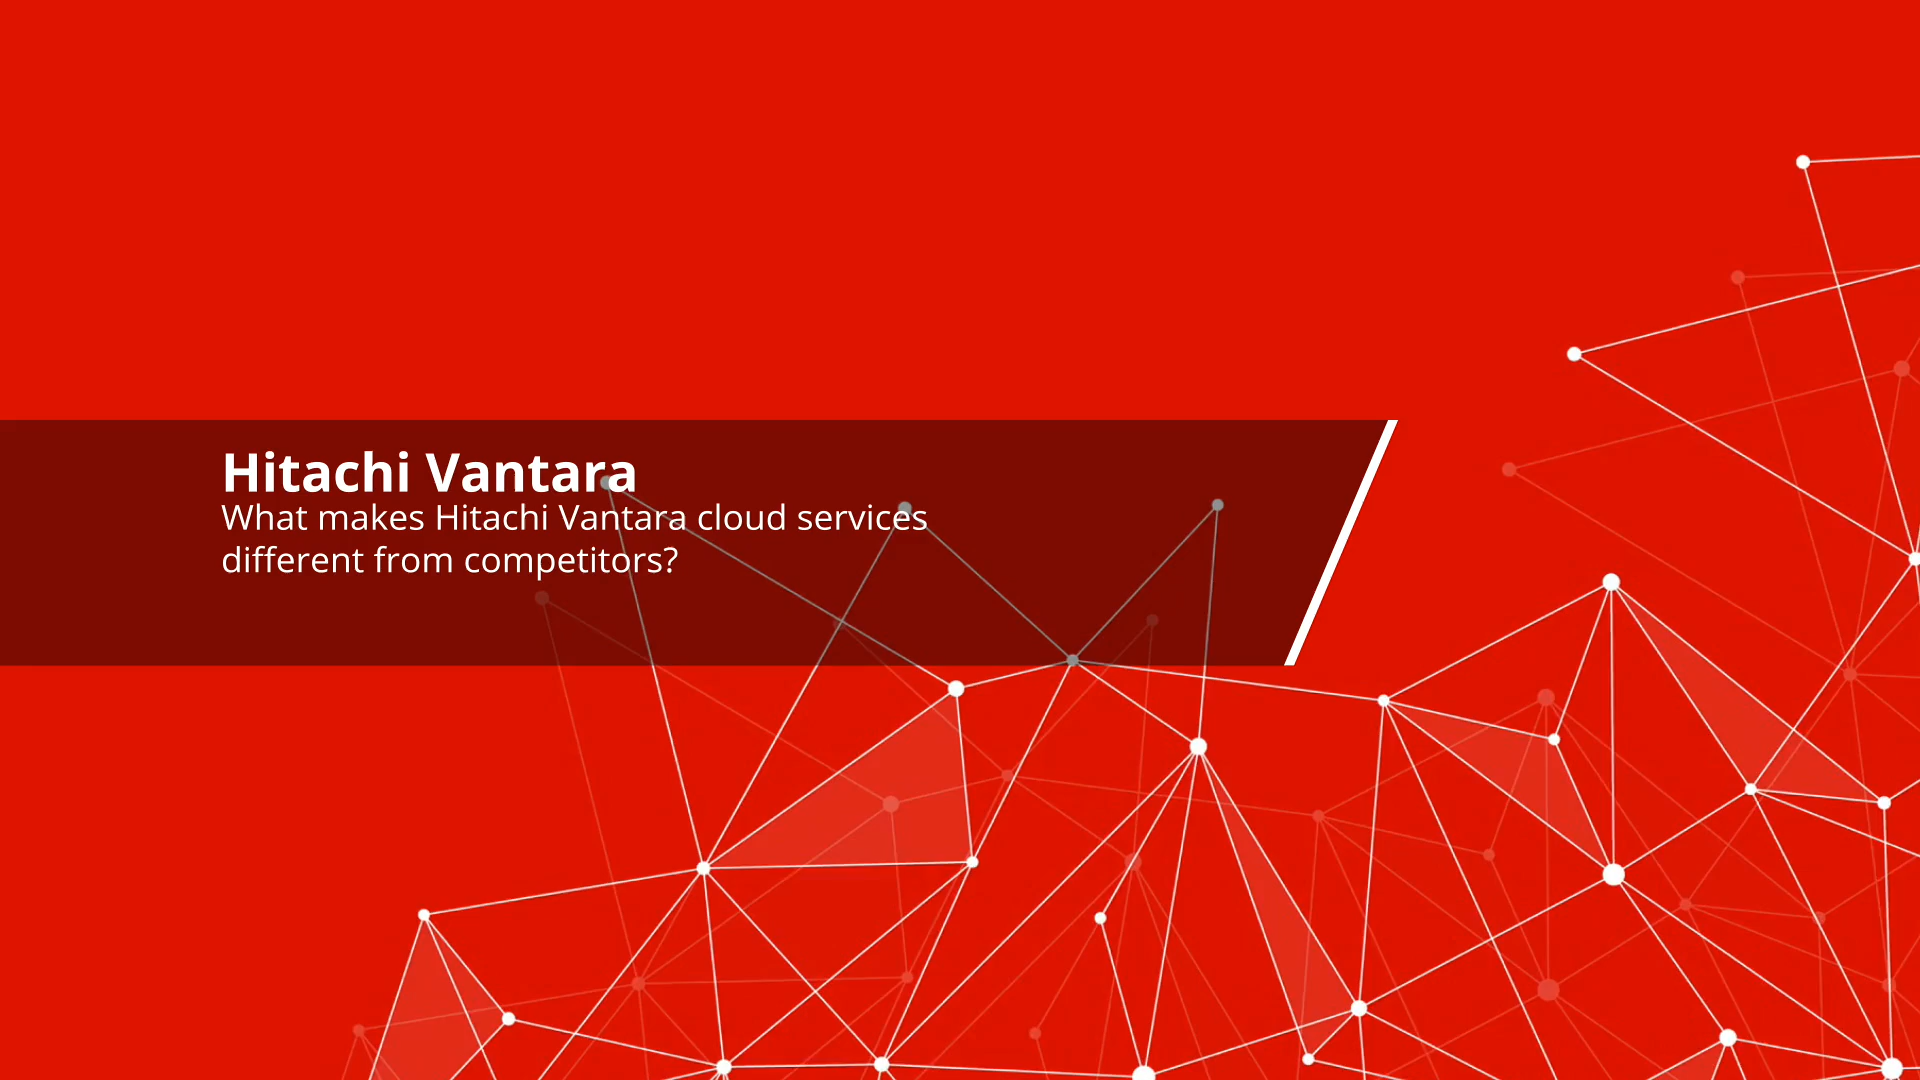 Hitachi Vantara
What makes Hitachi Vantara cloud services
different from competitors?